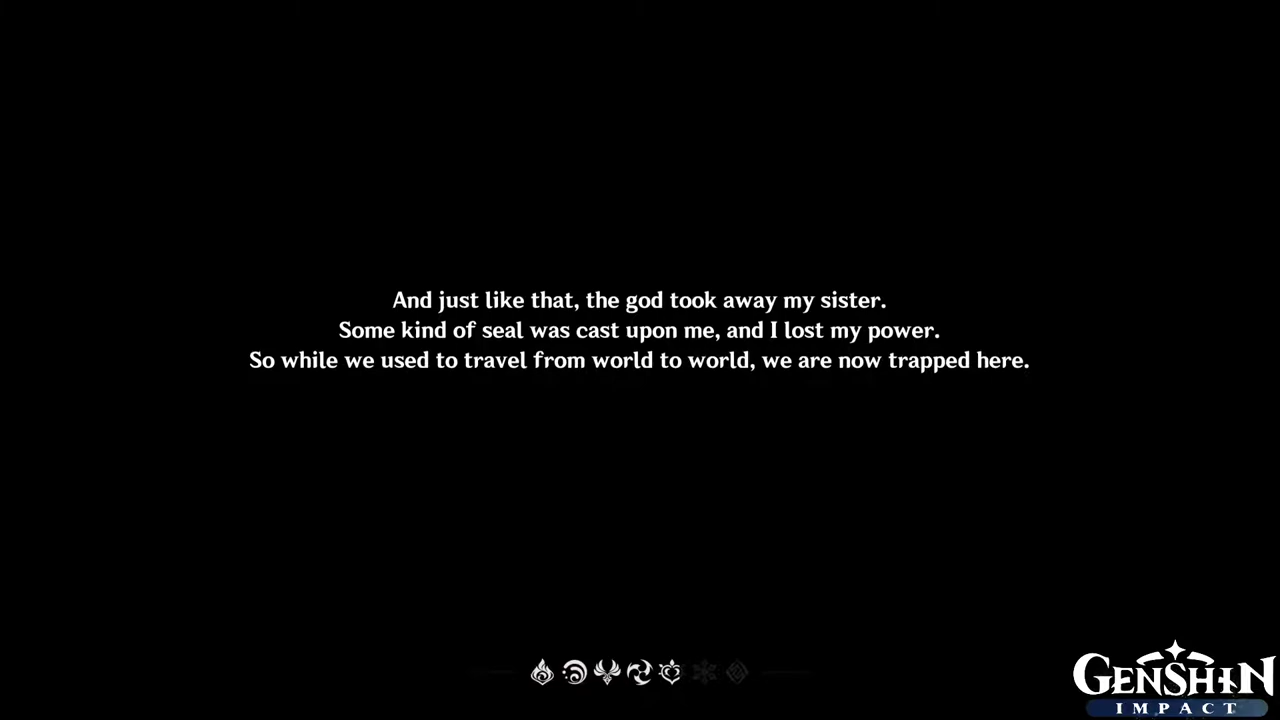 And just like that, the god took away my sister.
Some kind of seal was cast upon me, and I lost my power.
So while we used to travel from world to world, we are now trapped here.
GENSHIN
IMPACT